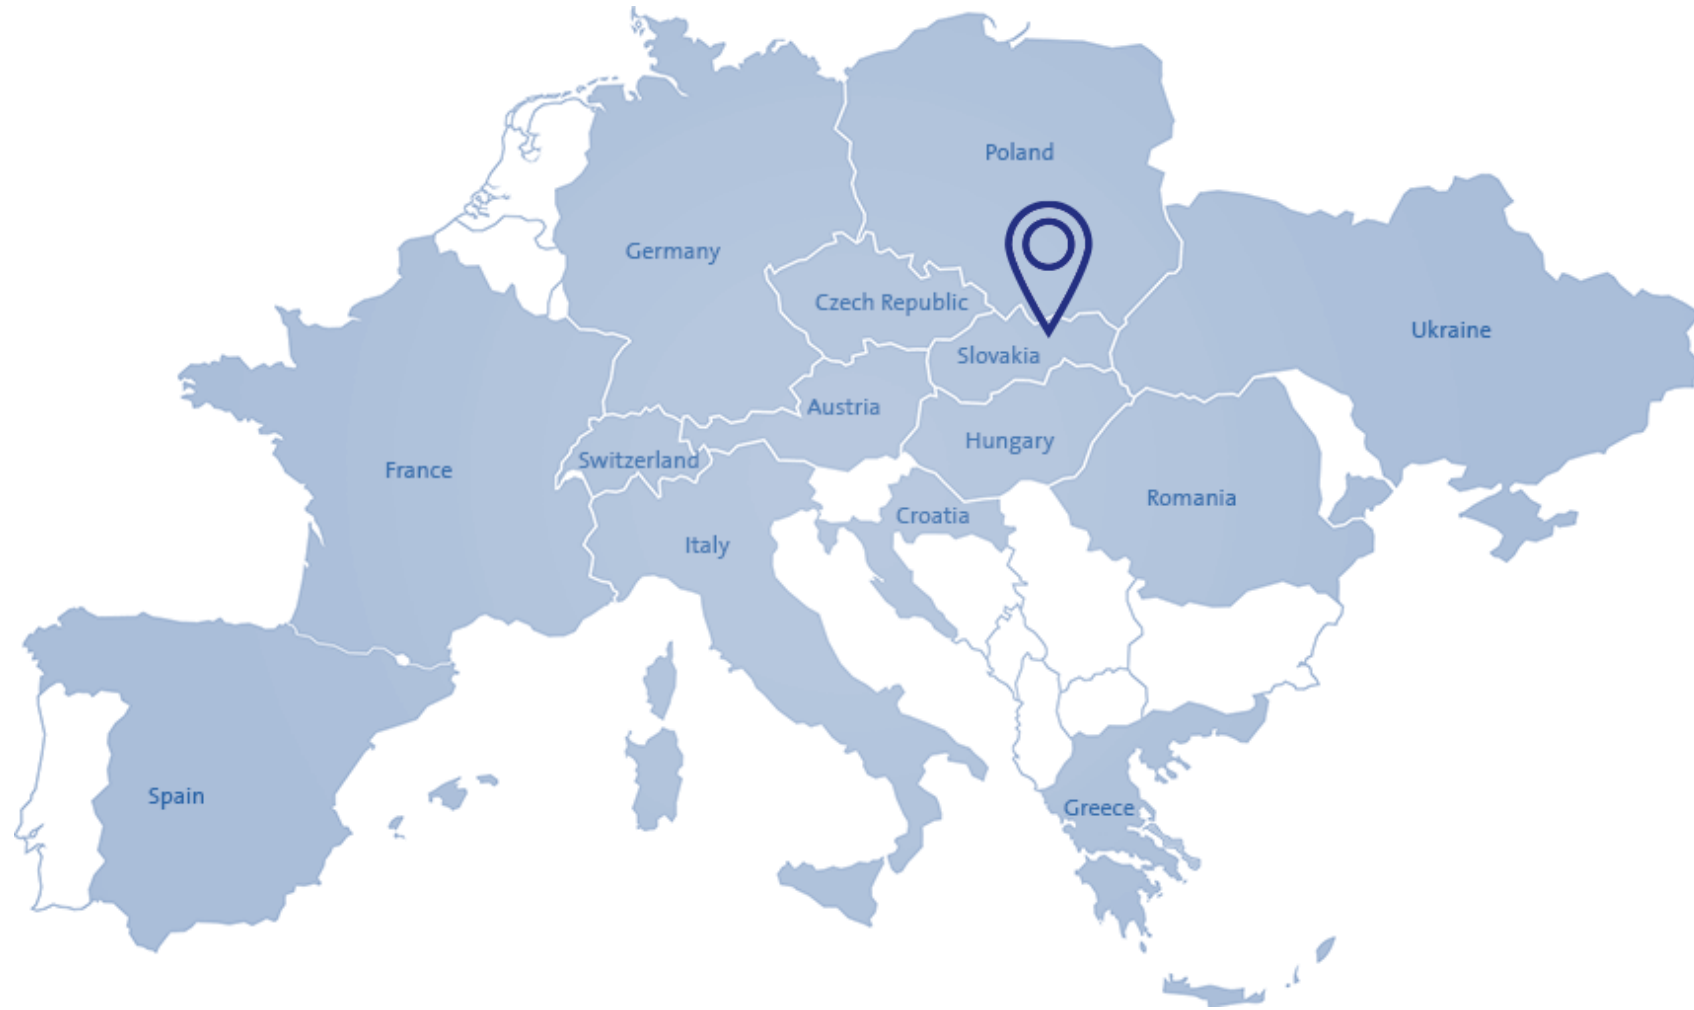 Poland
Germany
Czech Republic
Ukraine
Slovakia
Austria
Hungary
Switzerland
France
Romania
Croatia
Italy
Spain
Greece